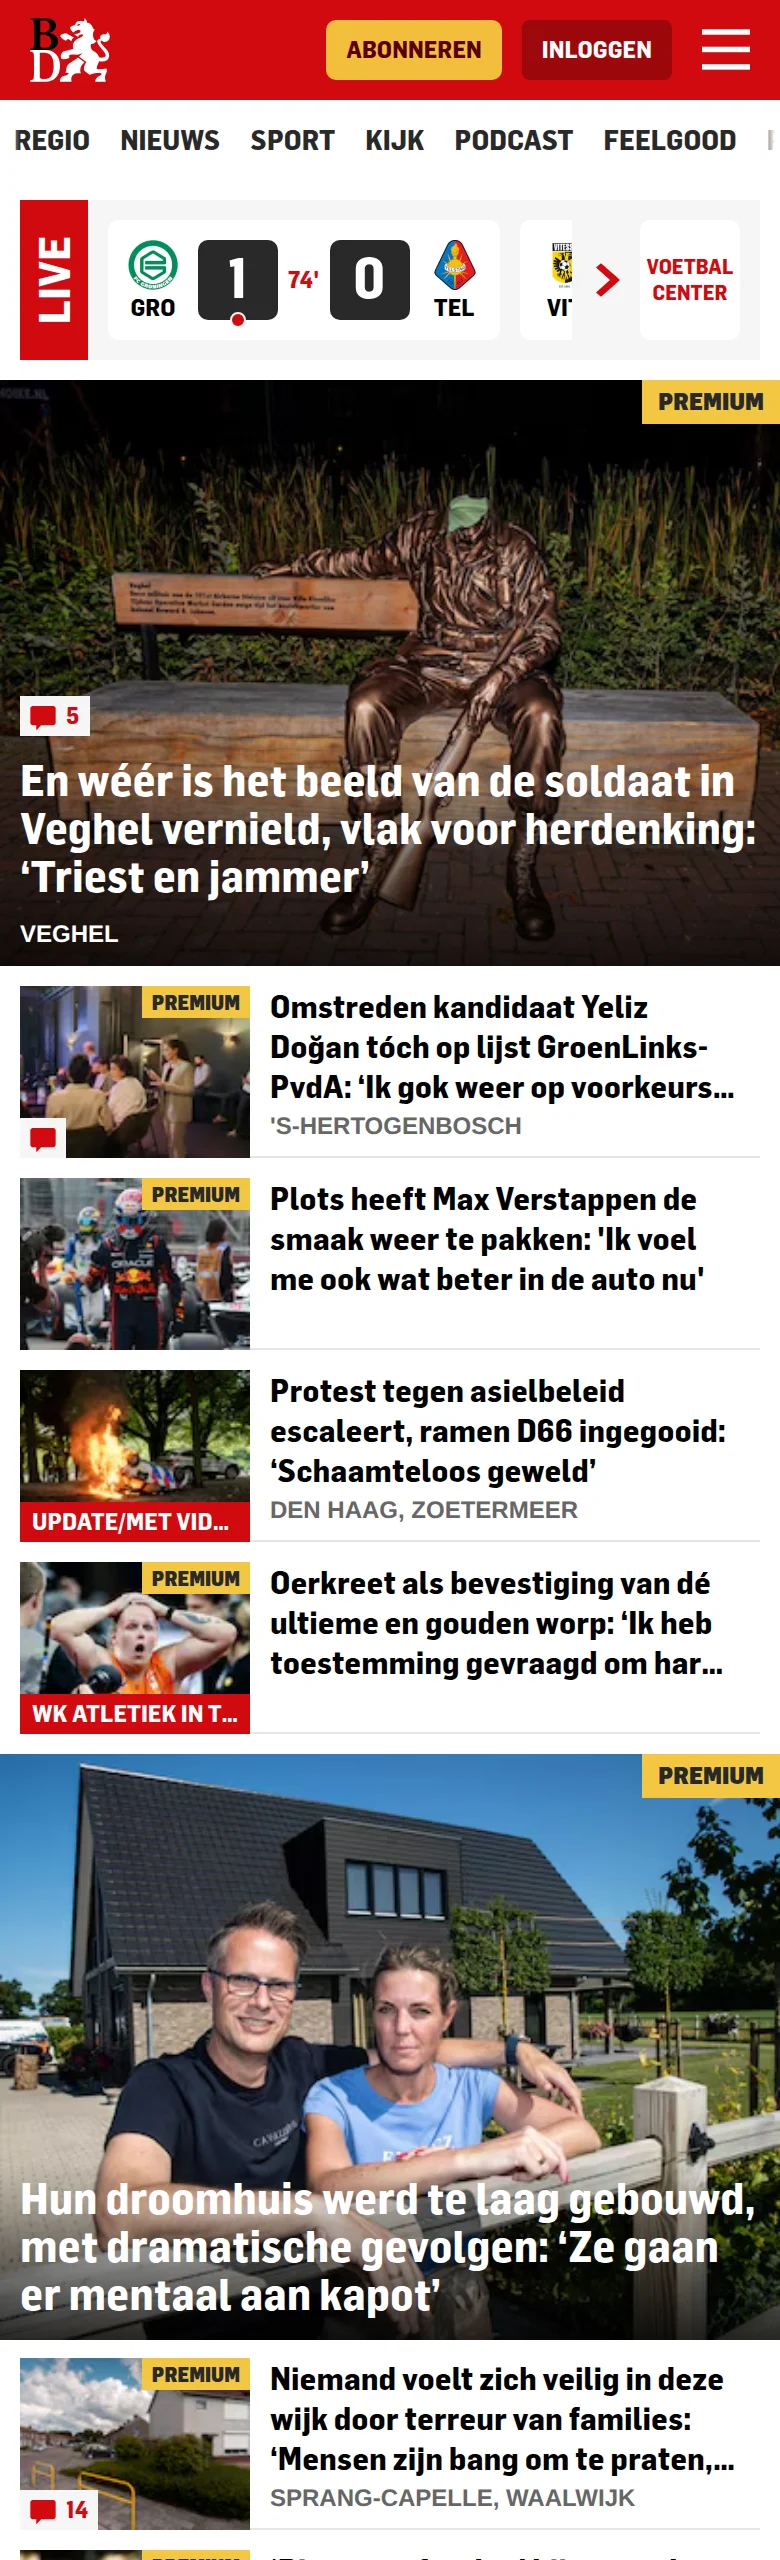 B
D
ABONNEREN
INLOGGEN
REGIO NIEUWS SPORT KIJK PODCAST FEELGOOD
LIVE
GRO
1
74'
0
TEL
VIT
VOETBAL
CENTER
PREMIUM
Veghel
5
En wéér is het beeld van de soldaat in
Veghel vernield, vlak voor herdenking:
‘Triest en jammer’
VEGHEL
PREMIUM
Omstreden kandidaat Yeliz
Doğan tóch op lijst GroenLinks-
PvdA: ‘Ik gok weer op voorkeurs...
'S-HERTOGENBOSCH
PREMIUM
ORACLE
Plots heeft Max Verstappen de
smaak weer te pakken: 'Ik voel
me ook wat beter in de auto nu'
UPDATE/MET VID...
Protest tegen asielbeleid
escaleert, ramen D66 ingegooid:
‘Schaamteloos geweld’
DEN HAAG, ZOETERMEER
PREMIUM
WK ATLETIEK IN T...
Oerkreet als bevestiging van dé
ultieme en gouden worp: ‘Ik heb
toestemming gevraagd om har...
PREMIUM
Hun droomhuis werd te laag gebouwd,
met dramatische gevolgen: ‘Ze gaan
er mentaal aan kapot’
PREMIUM
14
Niemand voelt zich veilig in deze
wijk door terreur van families:
‘Mensen zijn bang om te praten,...
SPRANG-CAPELLE, WAALWIJK